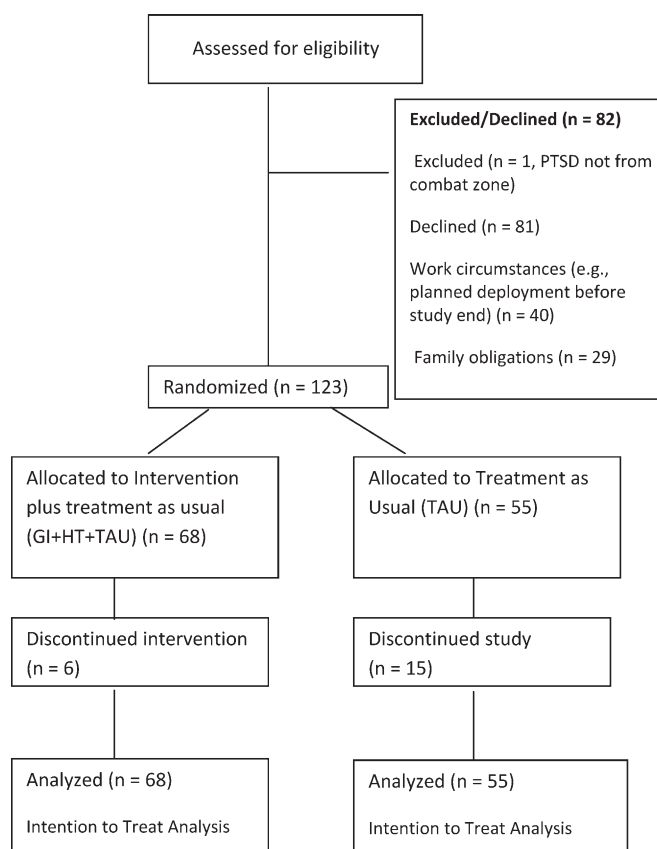 Assessed for eligibility
Excluded/Declined (n = 82)
Excluded (n = 1, PTSD not from
combat zone)
Declined (n = 81)
Work circumstances (e.g.,
planned deployment before
study end) (n = 40)
Family obligations (n = 29)
Randomized (n = 123)
Allocated to Intervention
plus treatment as usual
(GI+HT+TAU) (n = 68)
Allocated to Treatment as
Usual (TAU) (n = 55)
Discontinued intervention
(n = 6)
Discontinued study
(n = 15)
Analyzed (n = 68)
Intention to Treat Analysis
Analyzed (n = 55)
Intention to Treat Analysis